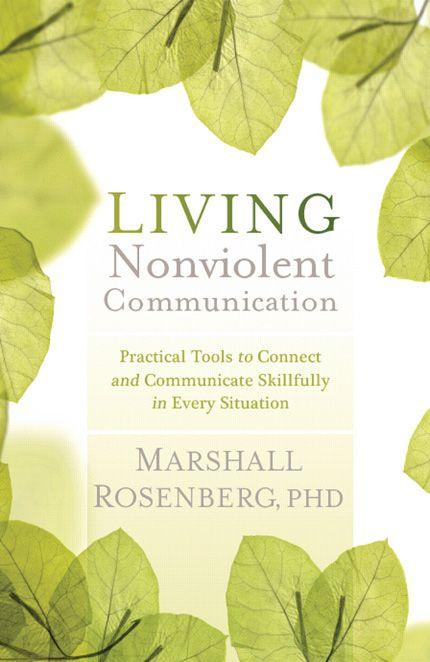 LIVING
Nonviolent
Communication
Practical Tools to Connect
and Communicate Skillfully
in Every Situation
MARSHALL
ROSENBERG, PHD